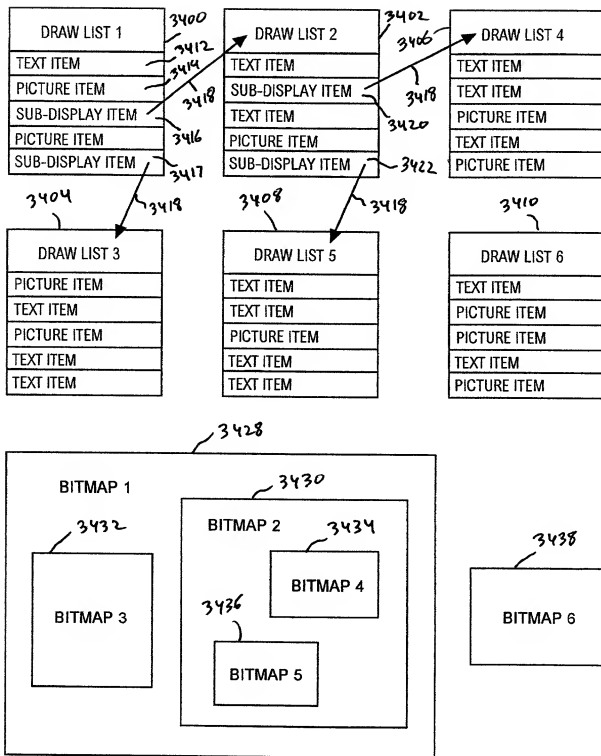 DRAW LIST 1
3400
TEXT ITEM
3412
PICTURE ITEM
3414
SUB-DISPLAY ITEM
3416
PICTURE ITEM
SUB-DISPLAY ITEM
3417
3418
3418
DRAW LIST 2
3402
TEXT ITEM
SUB-DISPLAY ITEM
3420
TEXT ITEM
PICTURE ITEM
SUB-DISPLAY ITEM
3422
3418
3418
3406
DRAW LIST 4
TEXT ITEM
TEXT ITEM
PICTURE ITEM
TEXT ITEM
PICTURE ITEM
3404
DRAW LIST 3
PICTURE ITEM
TEXT ITEM
PICTURE ITEM
TEXT ITEM
TEXT ITEM
3408
DRAW LIST 5
TEXT ITEM
TEXT ITEM
PICTURE ITEM
TEXT ITEM
TEXT ITEM
3410
DRAW LIST 6
TEXT ITEM
PICTURE ITEM
PICTURE ITEM
TEXT ITEM
PICTURE ITEM
3428
BITMAP 1
3430
BITMAP 2
3432
BITMAP 3
3434
BITMAP 4
3436
BITMAP 5
3438
BITMAP 6